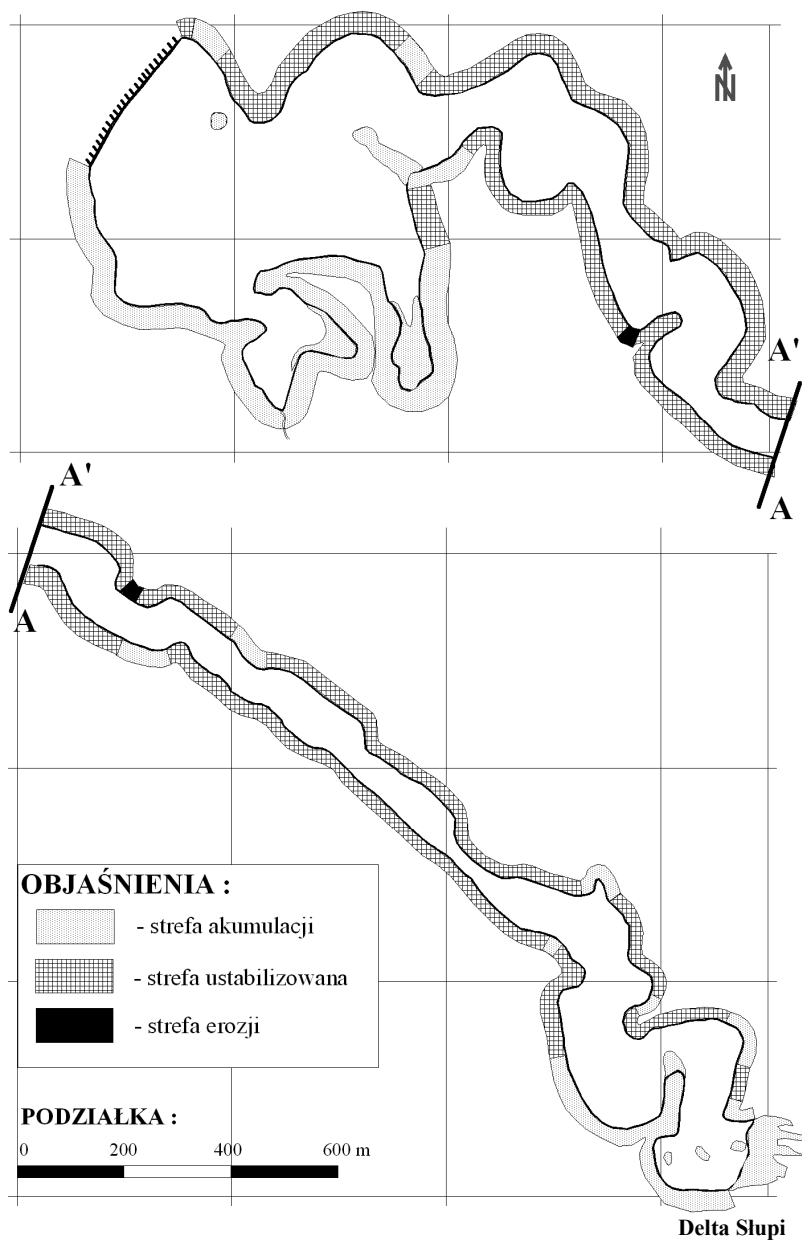 N
A'
A
A'
A
OBJAŚNIENIA :
- strefa akumulacji
- strefa ustabilizowana
- strefa erozji
PODZIAŁKA :
0 200 400 600 m
Delta Słupi